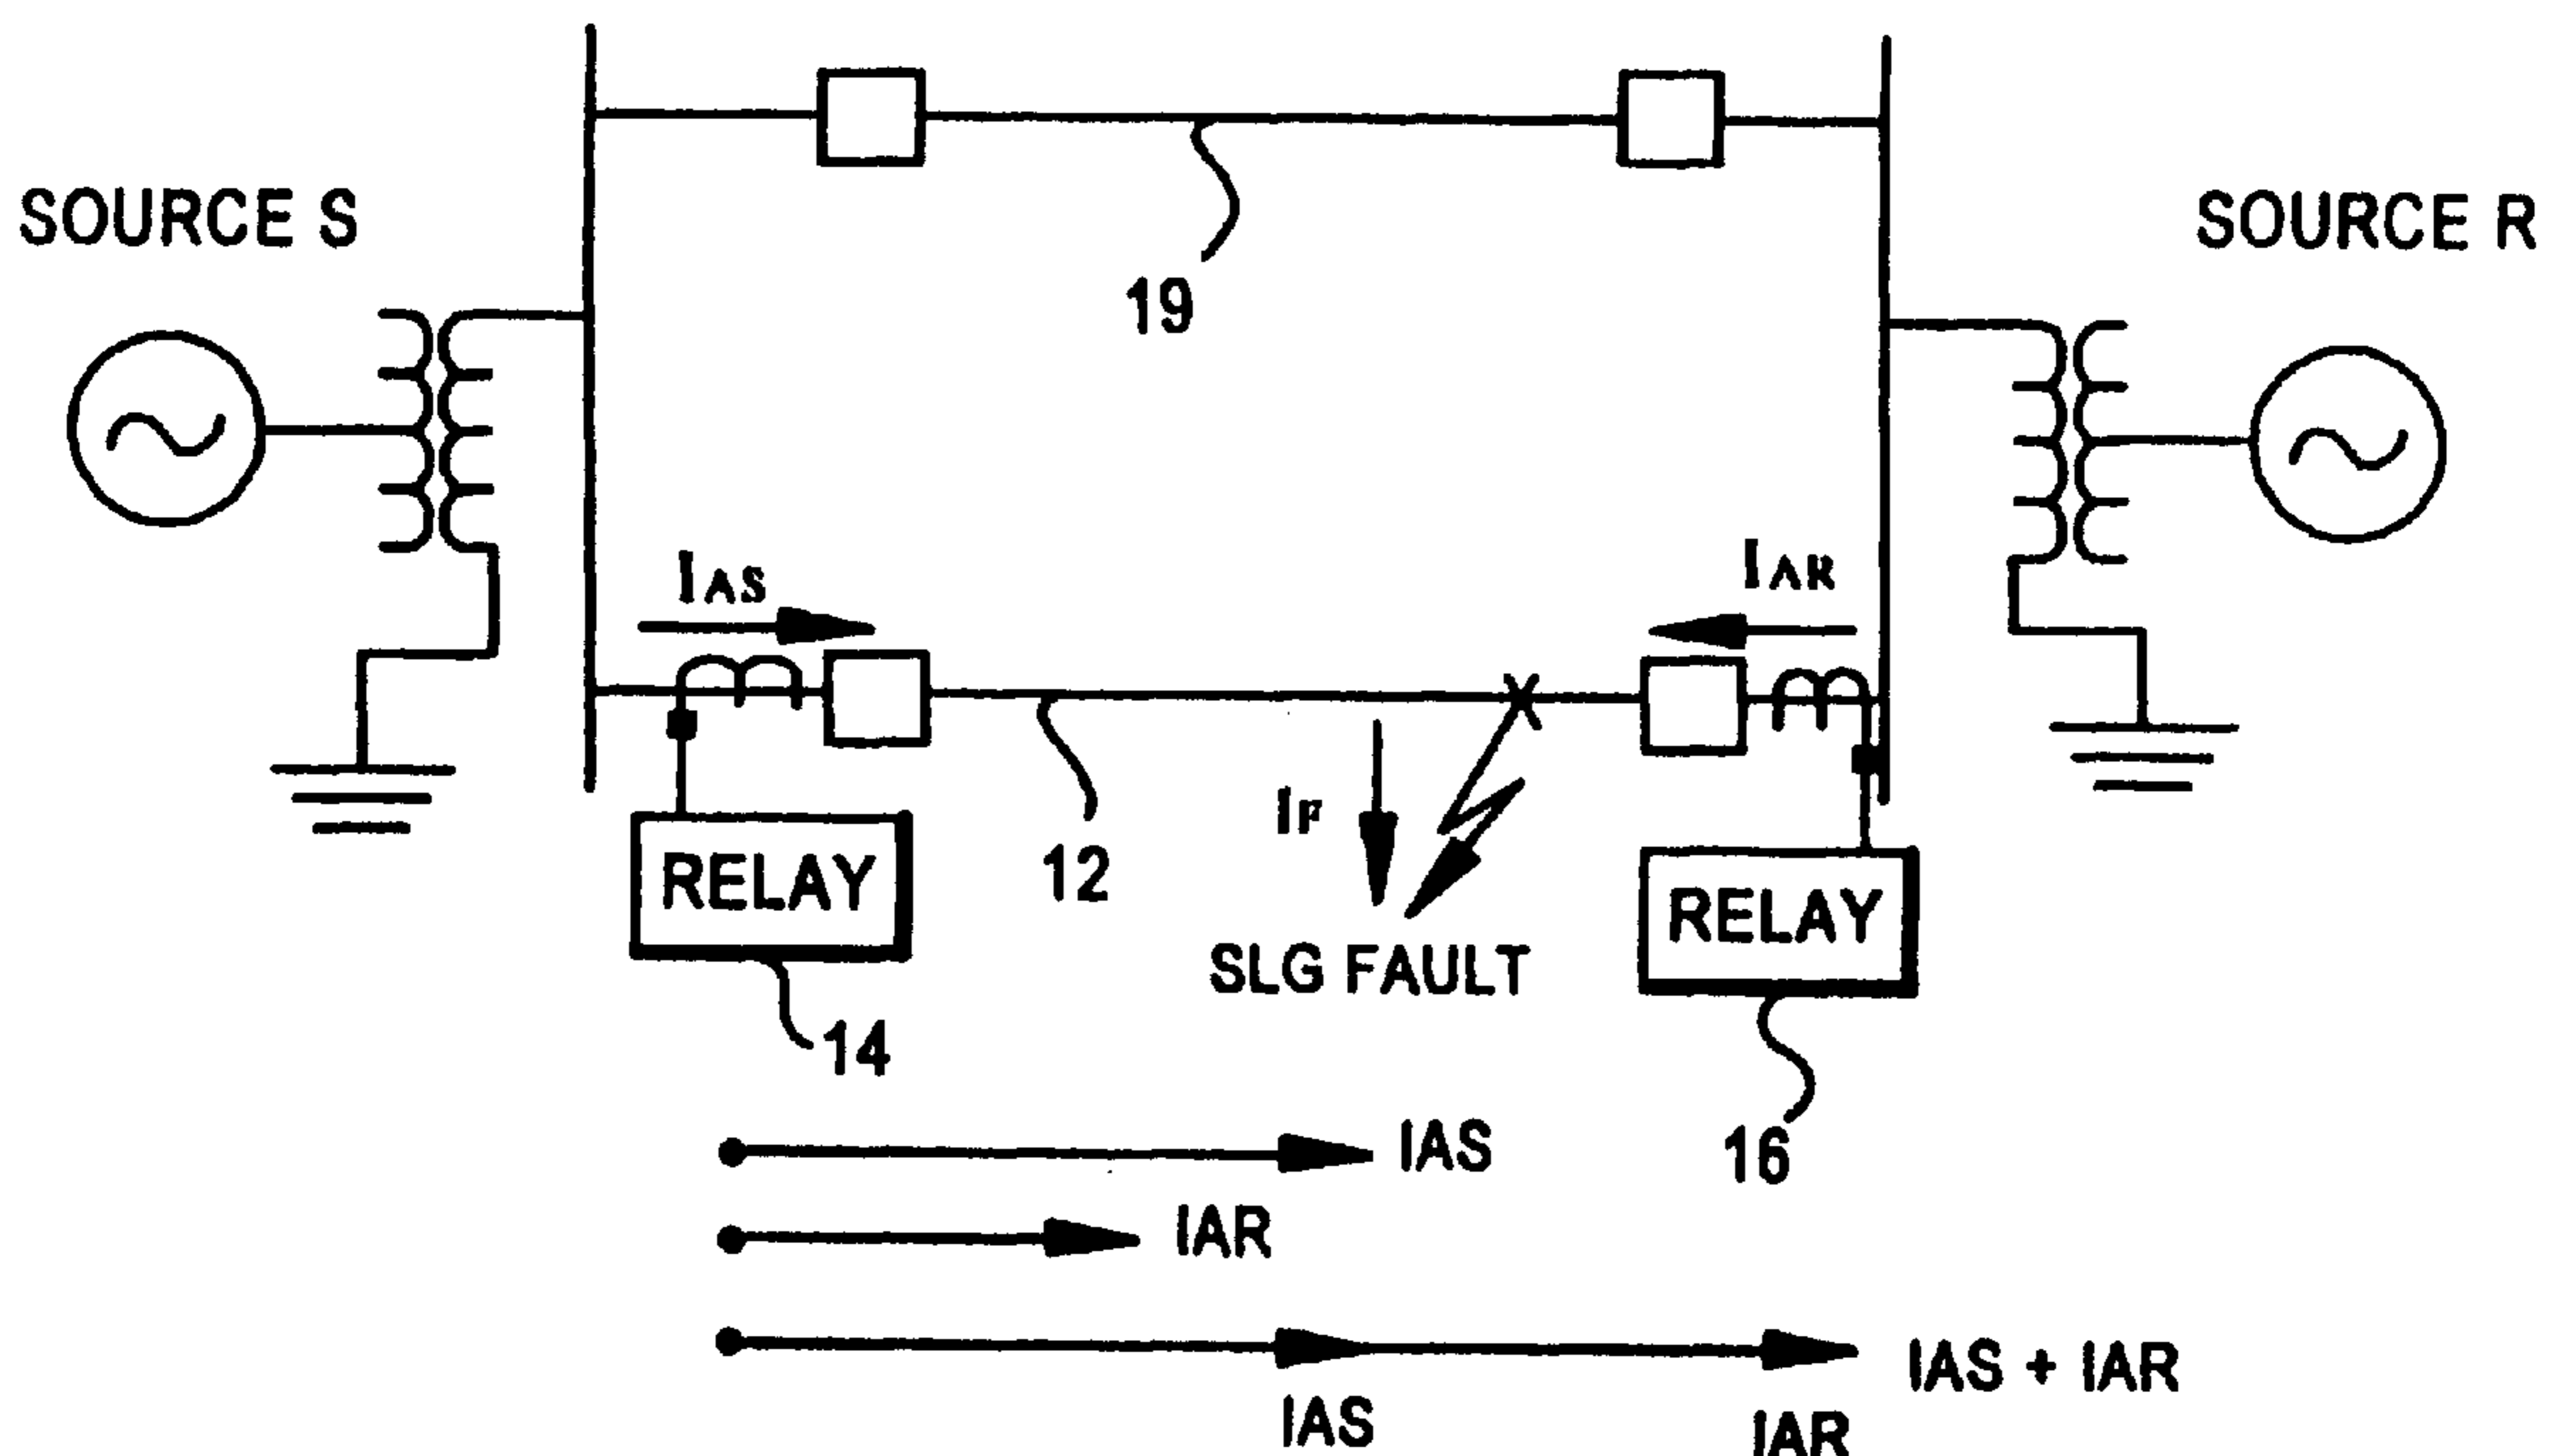 SOURCE S
SOURCE R
19
IAS
IAR
IF
12
RELAY
RELAY
SLG FAULT
14
16
IAS
IAR
IAS + IAR
IAS
IAR